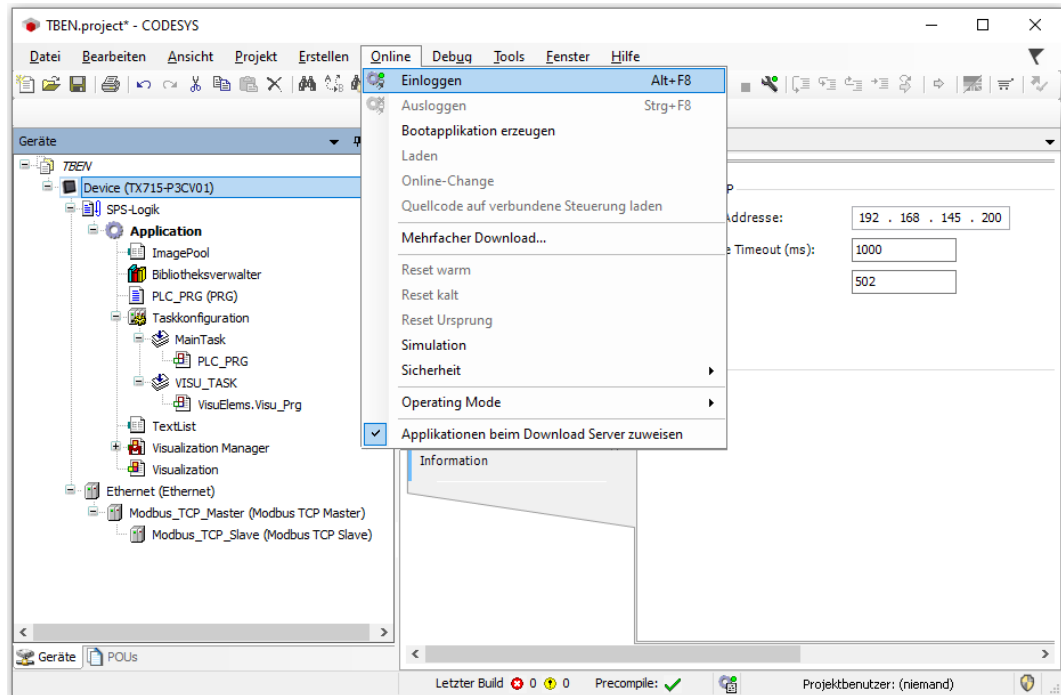 TBEN.project* - CODESYS
Datei Bearbeiten Ansicht Projekt Erstellen Online Debug Tools Fenster Hilfe
Einloggen Alt+F8
Ausloggen Strg+F8
Bootapplikation erzeugen
Laden
Online-Change
Quellcode auf verbundene Steuerung laden
Mehrfacher Download...
Reset warm
Reset kalt
Reset Ursprung
Simulation
Sicherheit
Operating Mode
Applikationen beim Download Server zuweisen
Geräte
TBEN
Device (TX715-P3CV01)
SPS-Logik
Application
ImagePool
Bibliotheksverwalter
PLC_PRG (PRG)
Taskkonfiguration
MainTask
PLC_PRG
VISU_TASK
VisuElems.Visu_Prg
TextList
Visualization Manager
Visualization
Ethernet (Ethernet)
Modbus_TCP_Master (Modbus TCP Master)
Modbus_TCP_Slave (Modbus TCP Slave)
Geräte POUs
Addresse: 192 . 168 . 145 . 200
Timeout (ms): 1000
502
Information
Letzter Build 0 0 Precompile: Projektbenutzer: (niemand)